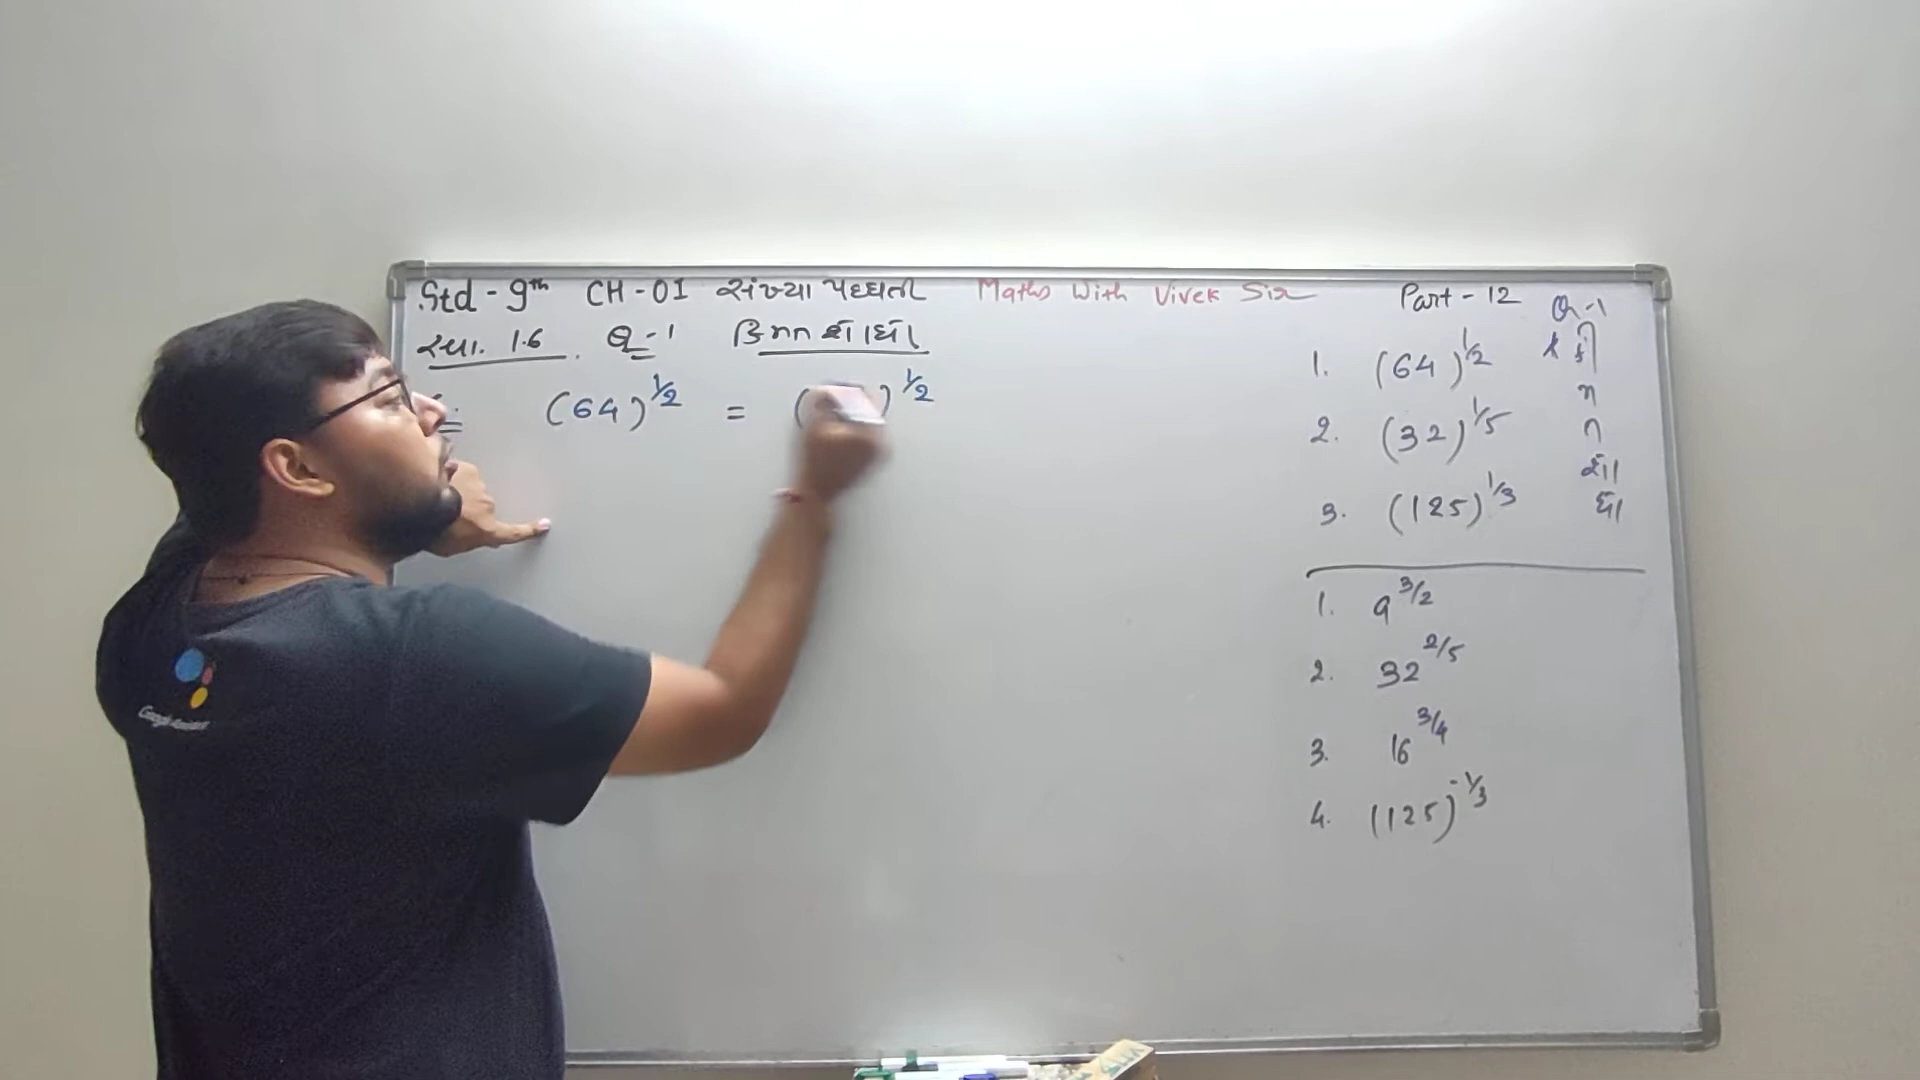 Std - 9th CH-01 સંખ્યા પદ્ધતિ Maths With Vivek Sir Part - 12
સ્વા. 1.6 Q-1 કિંમત શોધો
(64)^1/2 = ( )^1/2
Q-1
1. (64)^1/2
2. (32)^1/5
3. (125)^1/3
શો
ધો
1. 9^3/2
2. 32^2/5
3. 16^3/4
4. (125)^-1/3